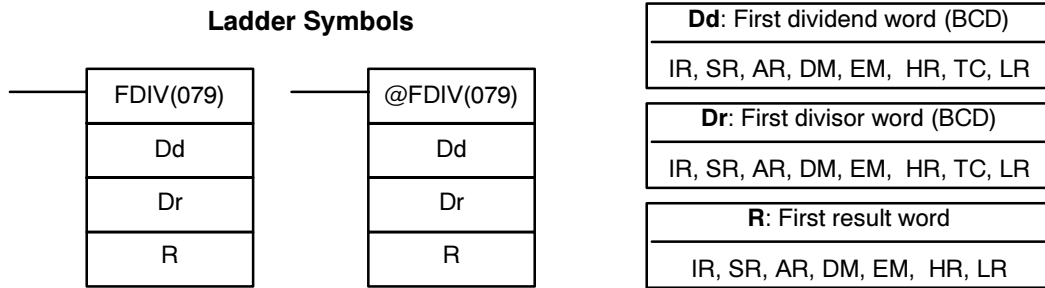 Ladder Symbols
FDIV(079)
Dd
Dr
R
@FDIV(079)
Dd
Dr
R
Dd: First dividend word (BCD)
IR, SR, AR, DM, EM, HR, TC, LR
Dr: First divisor word (BCD)
IR, SR, AR, DM, EM, HR, TC, LR
R: First result word
IR, SR, AR, DM, EM, HR, LR